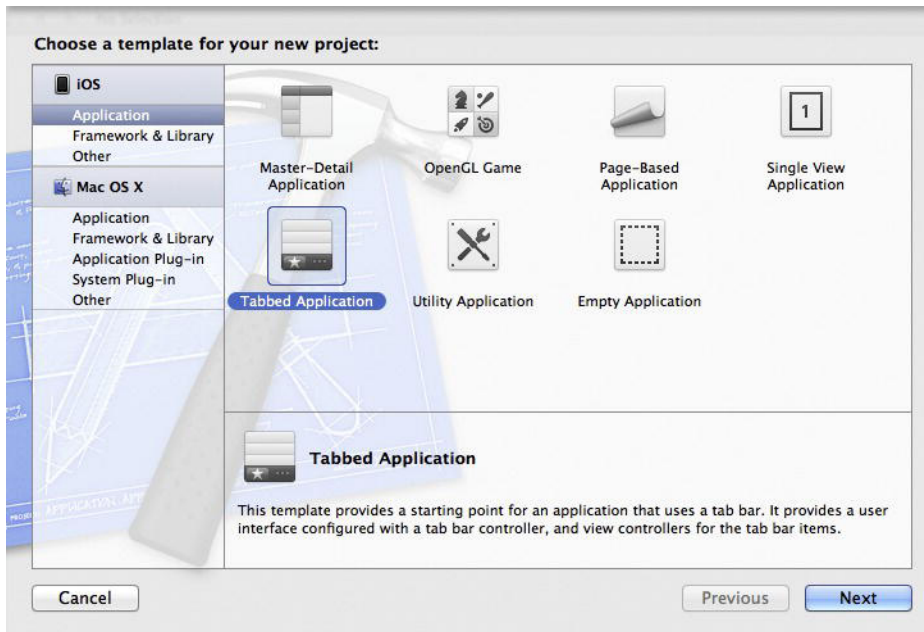 Choose a template for your new project:
iOS
Application
Framework & Library
Other
Mac OS X
Application
Framework & Library
Application Plug-in
System Plug-in
Other
Master-Detail
Application
OpenGL Game
Page-Based
Application
1
Single View
Application
Tabbed Application
Utility Application
Empty Application
Tabbed Application
This template provides a starting point for an application that uses a tab bar. It provides a user
interface configured with a tab bar controller, and view controllers for the tab bar items.
Cancel
Previous
Next